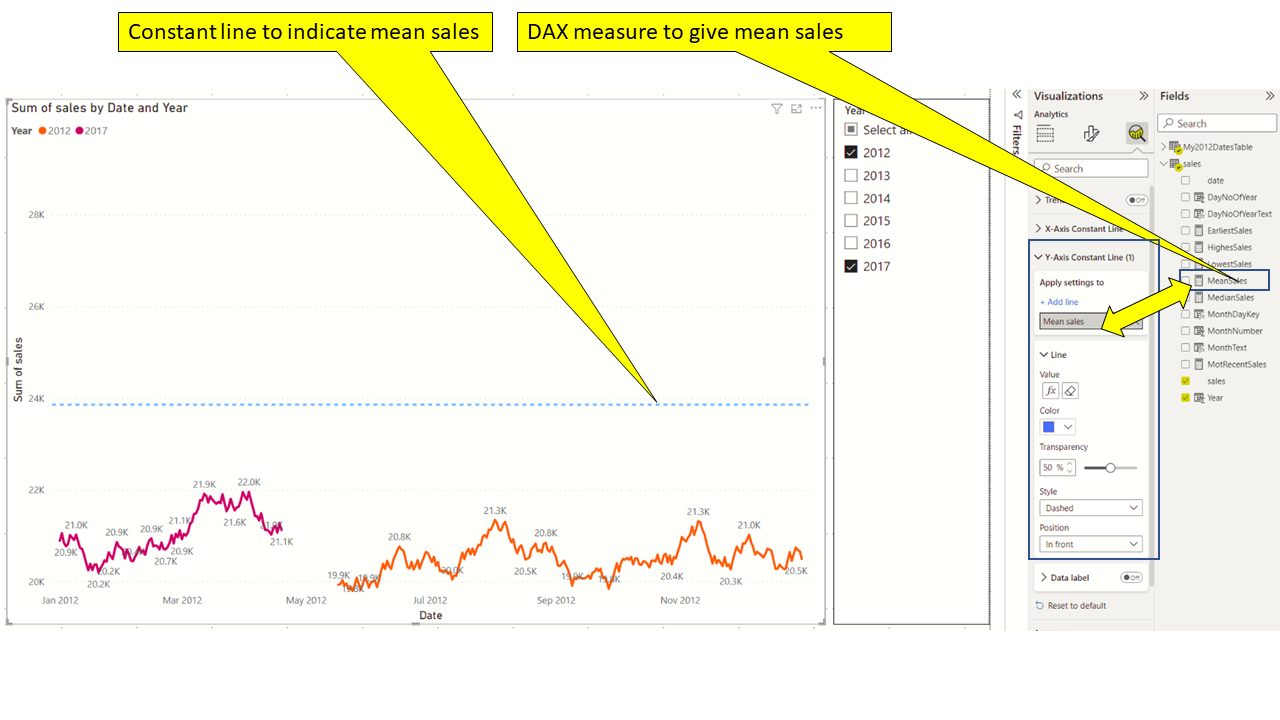 Constant line to indicate mean sales
DAX measure to give mean sales
Sum of sales by Date and Year
Year 2012 2017
28K
26K
24K
22K
20K
Sum of sales
21.0K
20.9K
20.2K
20.9K
20.2K
20.9K
20.7K
21.1K
20.9K
21.9K
21.6K
22.0K
21.1K
19.9K
20.8K
21.3K
20.5K
20.8K
20.4K
21.3K
20.3K
21.0K
20.5K
Jan 2012
Mar 2012
May 2012
Jul 2012
Sep 2012
Nov 2012
Date
Select
2012
2013
2014
2015
2016
2017
Filters
Visualizations
Analytics
Search
Off
X-Axis Constant Line
Y-Axis Constant Line (1)
Apply settings to
+ Add line
Mean sales
Line
Value
fx
Color
Transparency
50 %
Style
Dashed
Position
In front
Data label
Off
Reset to default
Fields
Search
My2012DatesTable
sales
date
DayNoOfYear
DayNoOfYearText
EarliestSales
HighesSales
LowestSales
MeanSales
MedianSales
MonthDayKey
MonthNumber
MonthText
MotRecentSales
sales
Year